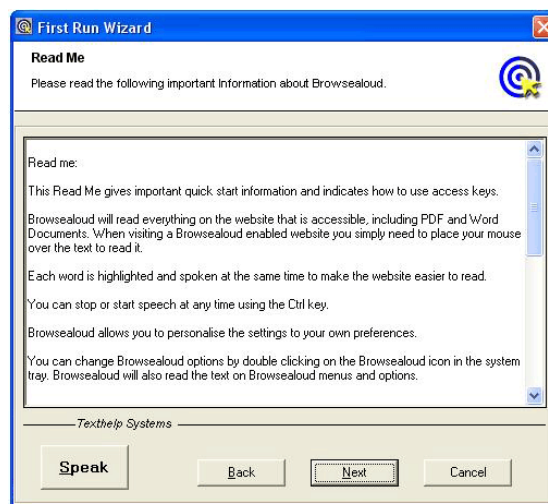 First Run Wizard
Read Me
Please read the following important Information about Browsealoud.
Read me:
This Read Me gives important quick start information and indicates how to use access keys.
Browsealoud will read everything on the website that is accessible, including PDF and Word
Documents. When visiting a Browsealoud enabled website you simply need to place your mouse
over the text to read it.
Each word is highlighted and spoken at the same time to make the website easier to read.
You can stop or start speech at any time using the Ctrl key.
Browsealoud allows you to personalise the settings to your own preferences.
You can change Browsealoud options by double clicking on the Browsealoud icon in the system
tray. Browsealoud will also read the text on Browsealoud menus and options.
Texthelp Systems
Speak
Back
Next
Cancel